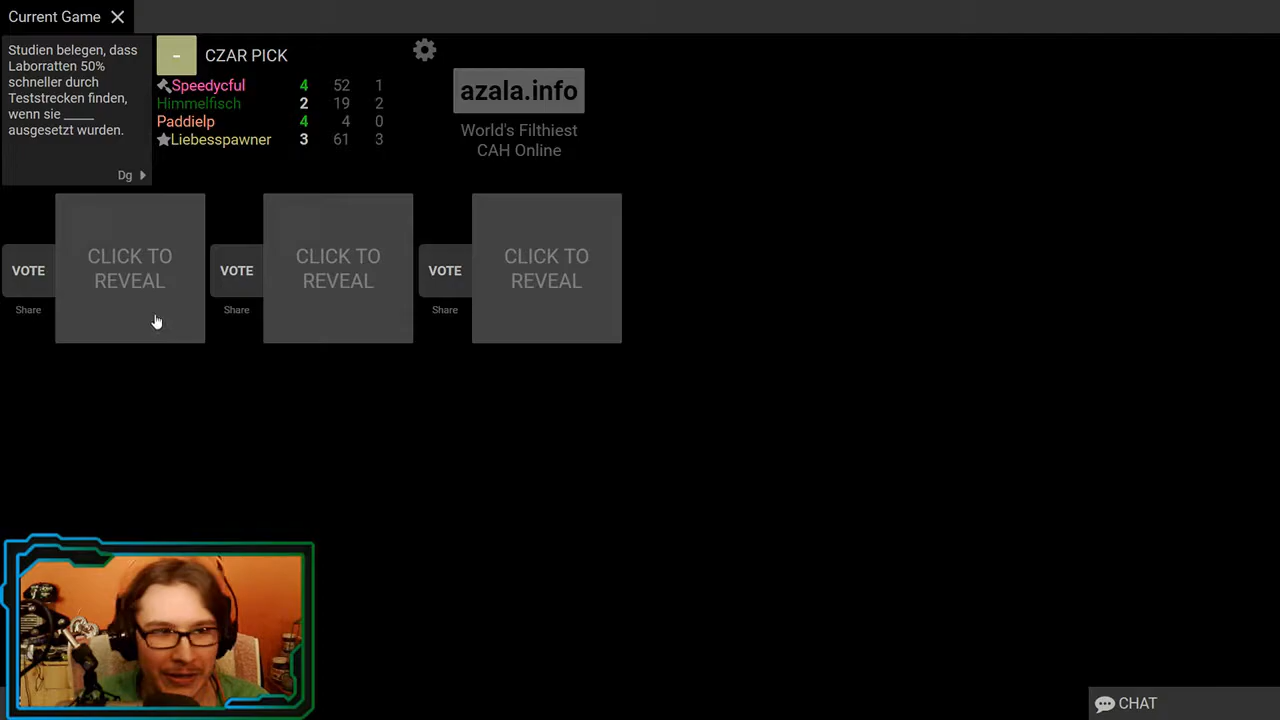 Current Game
Studien belegen, dass
Laborratten 50%
schneller durch
Teststrecken finden,
wenn sie _____
ausgesetzt wurden.
Dg
- CZAR PICK
Speedycful 4 52 1
Himmelfisch 2 19 2
Paddielp 4 4 0
Liebesspawner 3 61 3
azala.info
World's Filthiest
CAH Online
VOTE
Share
CLICK TO
REVEAL
VOTE
Share
CLICK TO
REVEAL
VOTE
Share
CLICK TO
REVEAL
CHAT